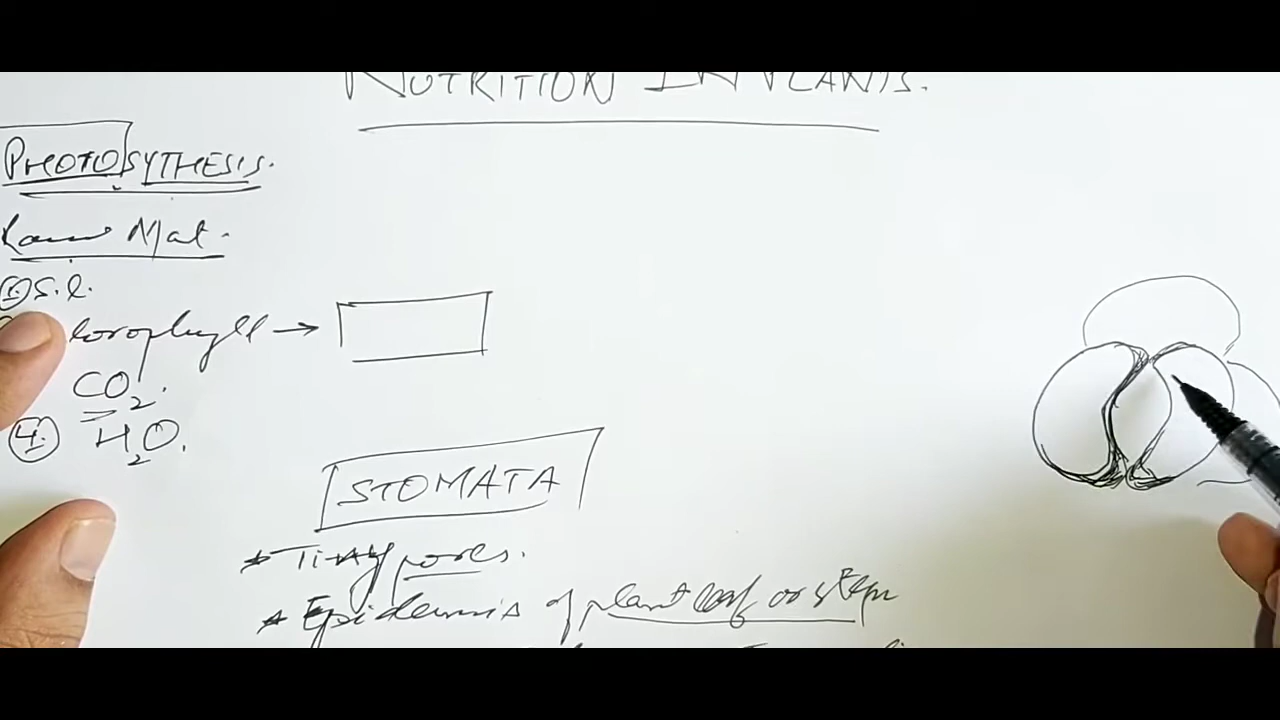 NUTRITION IN PLANTS.
PHOTOSYTHESIS.
Raw Mat.
① S.l.
lorophyll →
CO2.
④. H2O.
STOMATA
* Tiny pores.
* Epidermis of plant leaf or stem